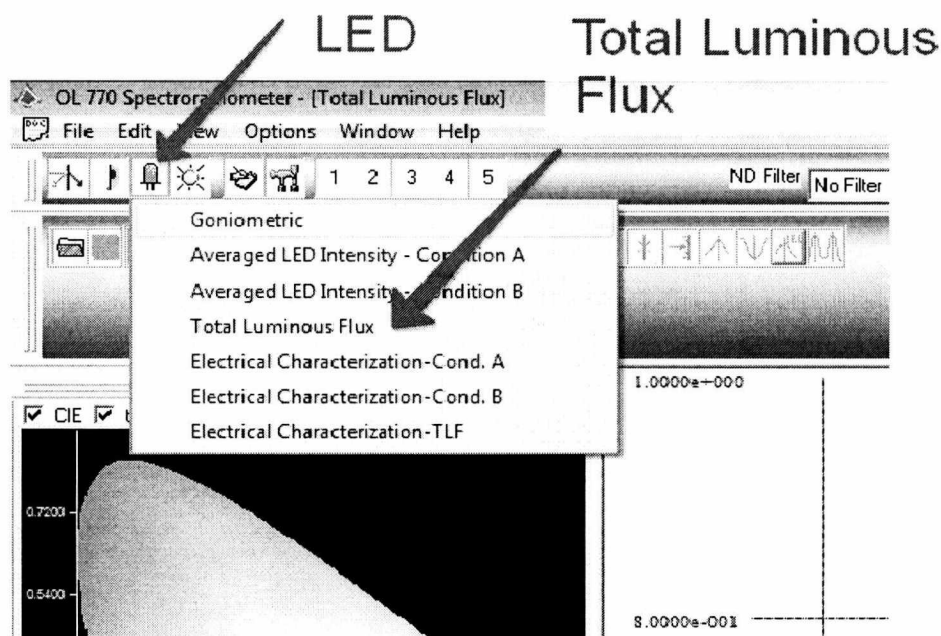 LED
Total Luminous
Flux
OL 770 Spectroradiometer - [Total Luminous Flux]
File Edit View Options Window Help
1 2 3 4 5 ND Filter No Filter
Goniometric
Averaged LED Intensity - Condition A
Averaged LED Intensity - Condition B
Total Luminous Flux
Electrical Characterization-Cond. A
Electrical Characterization-Cond. B
Electrical Characterization-TLF
CIE
1.0000e+000
0.7200
0.5400
8.0000e-001